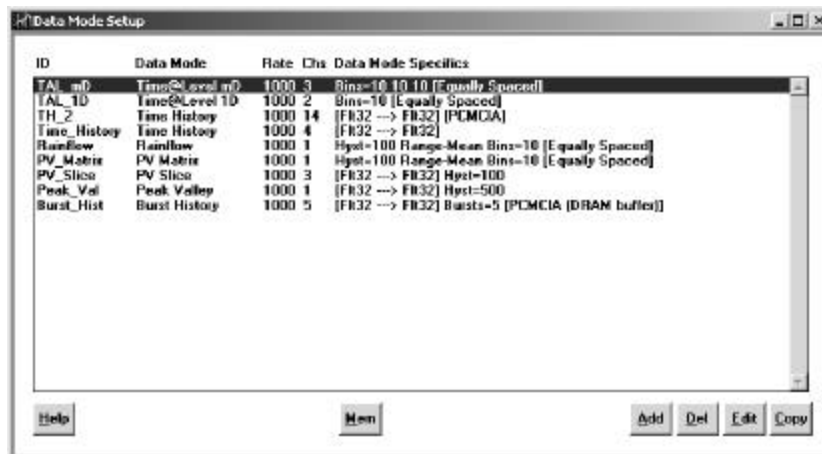 Data Mode Setup
ID Data Mode Rate Chs Data Mode Specifics
TAL_mD Time@Level mD 1000 3 Bins=10 10 10 [Equally Spaced]
TAL_1D Time@Level 1D 1000 2 Bins=10 [Equally Spaced]
TH_2 Time History 1000 14 [Flt32 ---> Flt32] [PCMCIA]
Time_History Time History 1000 4 [Flt32 ---> Flt32]
Rainflow Rainflow 1000 1 Hyst=100 Range-Mean Bins=10 [Equally Spaced]
PV_Matrix PV Matrix 1000 1 Hyst=100 Range-Mean Bins=10 [Equally Spaced]
PV_Slice PV Slice 1000 3 [Flt32 ---> Flt32] Hyst=100
Peak_Val Peak Valley 1000 1 [Flt32 ---> Flt32] Hyst=500
Burst_Hist Burst History 1000 5 [Flt32 ---> Flt32] Bursts=5 [PCMCIA (DRAM buffer)]
Help Mem Add Del Edit Copy